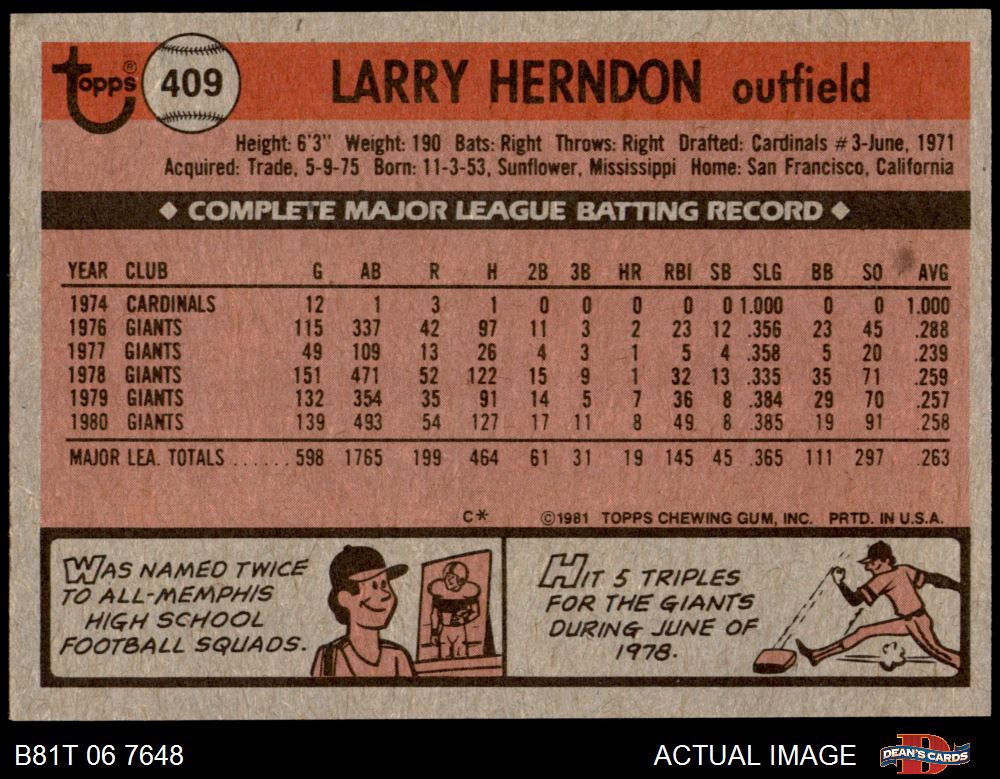 Topps® 409 LARRY HERNDON outfield
Height: 6'3" Weight: 190 Bats: Right Throws: Right Drafted: Cardinals #3-June, 1971
Acquired: Trade, 5-9-75 Born: 11-3-53, Sunflower, Mississippi Home: San Francisco, California
◆ COMPLETE MAJOR LEAGUE BATTING RECORD ◆
YEAR CLUB G AB R H 2B 3B HR RBI SB SLG BB SO AVG
1974 CARDINALS 12 1 3 1 0 0 0 0 0 1.000 0 0 1.000
1976 GIANTS 115 337 42 97 11 3 2 23 12 .356 23 45 .288
1977 GIANTS 49 109 13 26 4 3 1 5 4 .358 5 20 .239
1978 GIANTS 151 471 52 122 15 9 1 32 13 .335 35 71 .259
1979 GIANTS 132 354 35 91 14 5 7 36 8 .384 29 70 .257
1980 GIANTS 139 493 54 127 17 11 8 49 8 .385 19 91 .258
MAJOR LEA. TOTALS ...... 598 1765 199 464 61 31 19 145 45 .365 111 297 .263
C* ©1981 TOPPS CHEWING GUM, INC. PRTD. IN U.S.A.
WAS NAMED TWICE
TO ALL-MEMPHIS
HIGH SCHOOL
FOOTBALL SQUADS.
HIT 5 TRIPLES
FOR THE GIANTS
DURING JUNE OF
1978.
B81T 06 7648 ACTUAL IMAGE DEAN'S CARDS